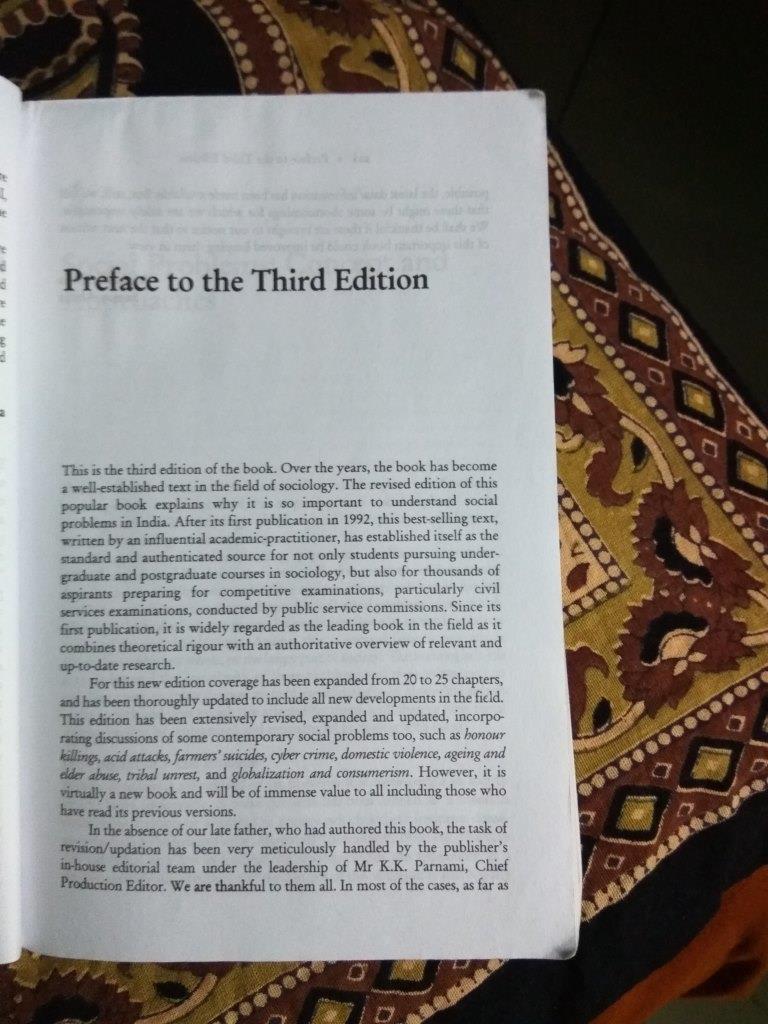 Preface to the Third Edition
This is the third edition of the book. Over the years, the book has become
a well-established text in the field of sociology. The revised edition of this
popular book explains why it is so important to understand social
problems in India. After its first publication in 1992, this best-selling text,
written by an influential academic-practitioner, has established itself as the
standard and authenticated source for not only students pursuing under-
graduate and postgraduate courses in sociology, but also for thousands of
aspirants preparing for competitive examinations, particularly civil
services examinations, conducted by public service commissions. Since its
first publication, it is widely regarded as the leading book in the field as it
combines theoretical rigour with an authoritative overview of relevant and
up-to-date research.
For this new edition coverage has been expanded from 20 to 25 chapters,
and has been thoroughly updated to include all new developments in the field.
This edition has been extensively revised, expanded and updated, incorpo-
rating discussions of some contemporary social problems too, such as honour
killings, acid attacks, farmers' suicides, cyber crime, domestic violence, ageing and
elder abuse, tribal unrest, and globalization and consumerism. However, it is
virtually a new book and will be of immense value to all including those who
have read its previous versions.
In the absence of our late father, who had authored this book, the task of
revision/updation has been very meticulously handled by the publisher's
in-house editorial team under the leadership of Mr K.K. Parnami, Chief
Production Editor. We are thankful to them all. In most of the cases, as far as